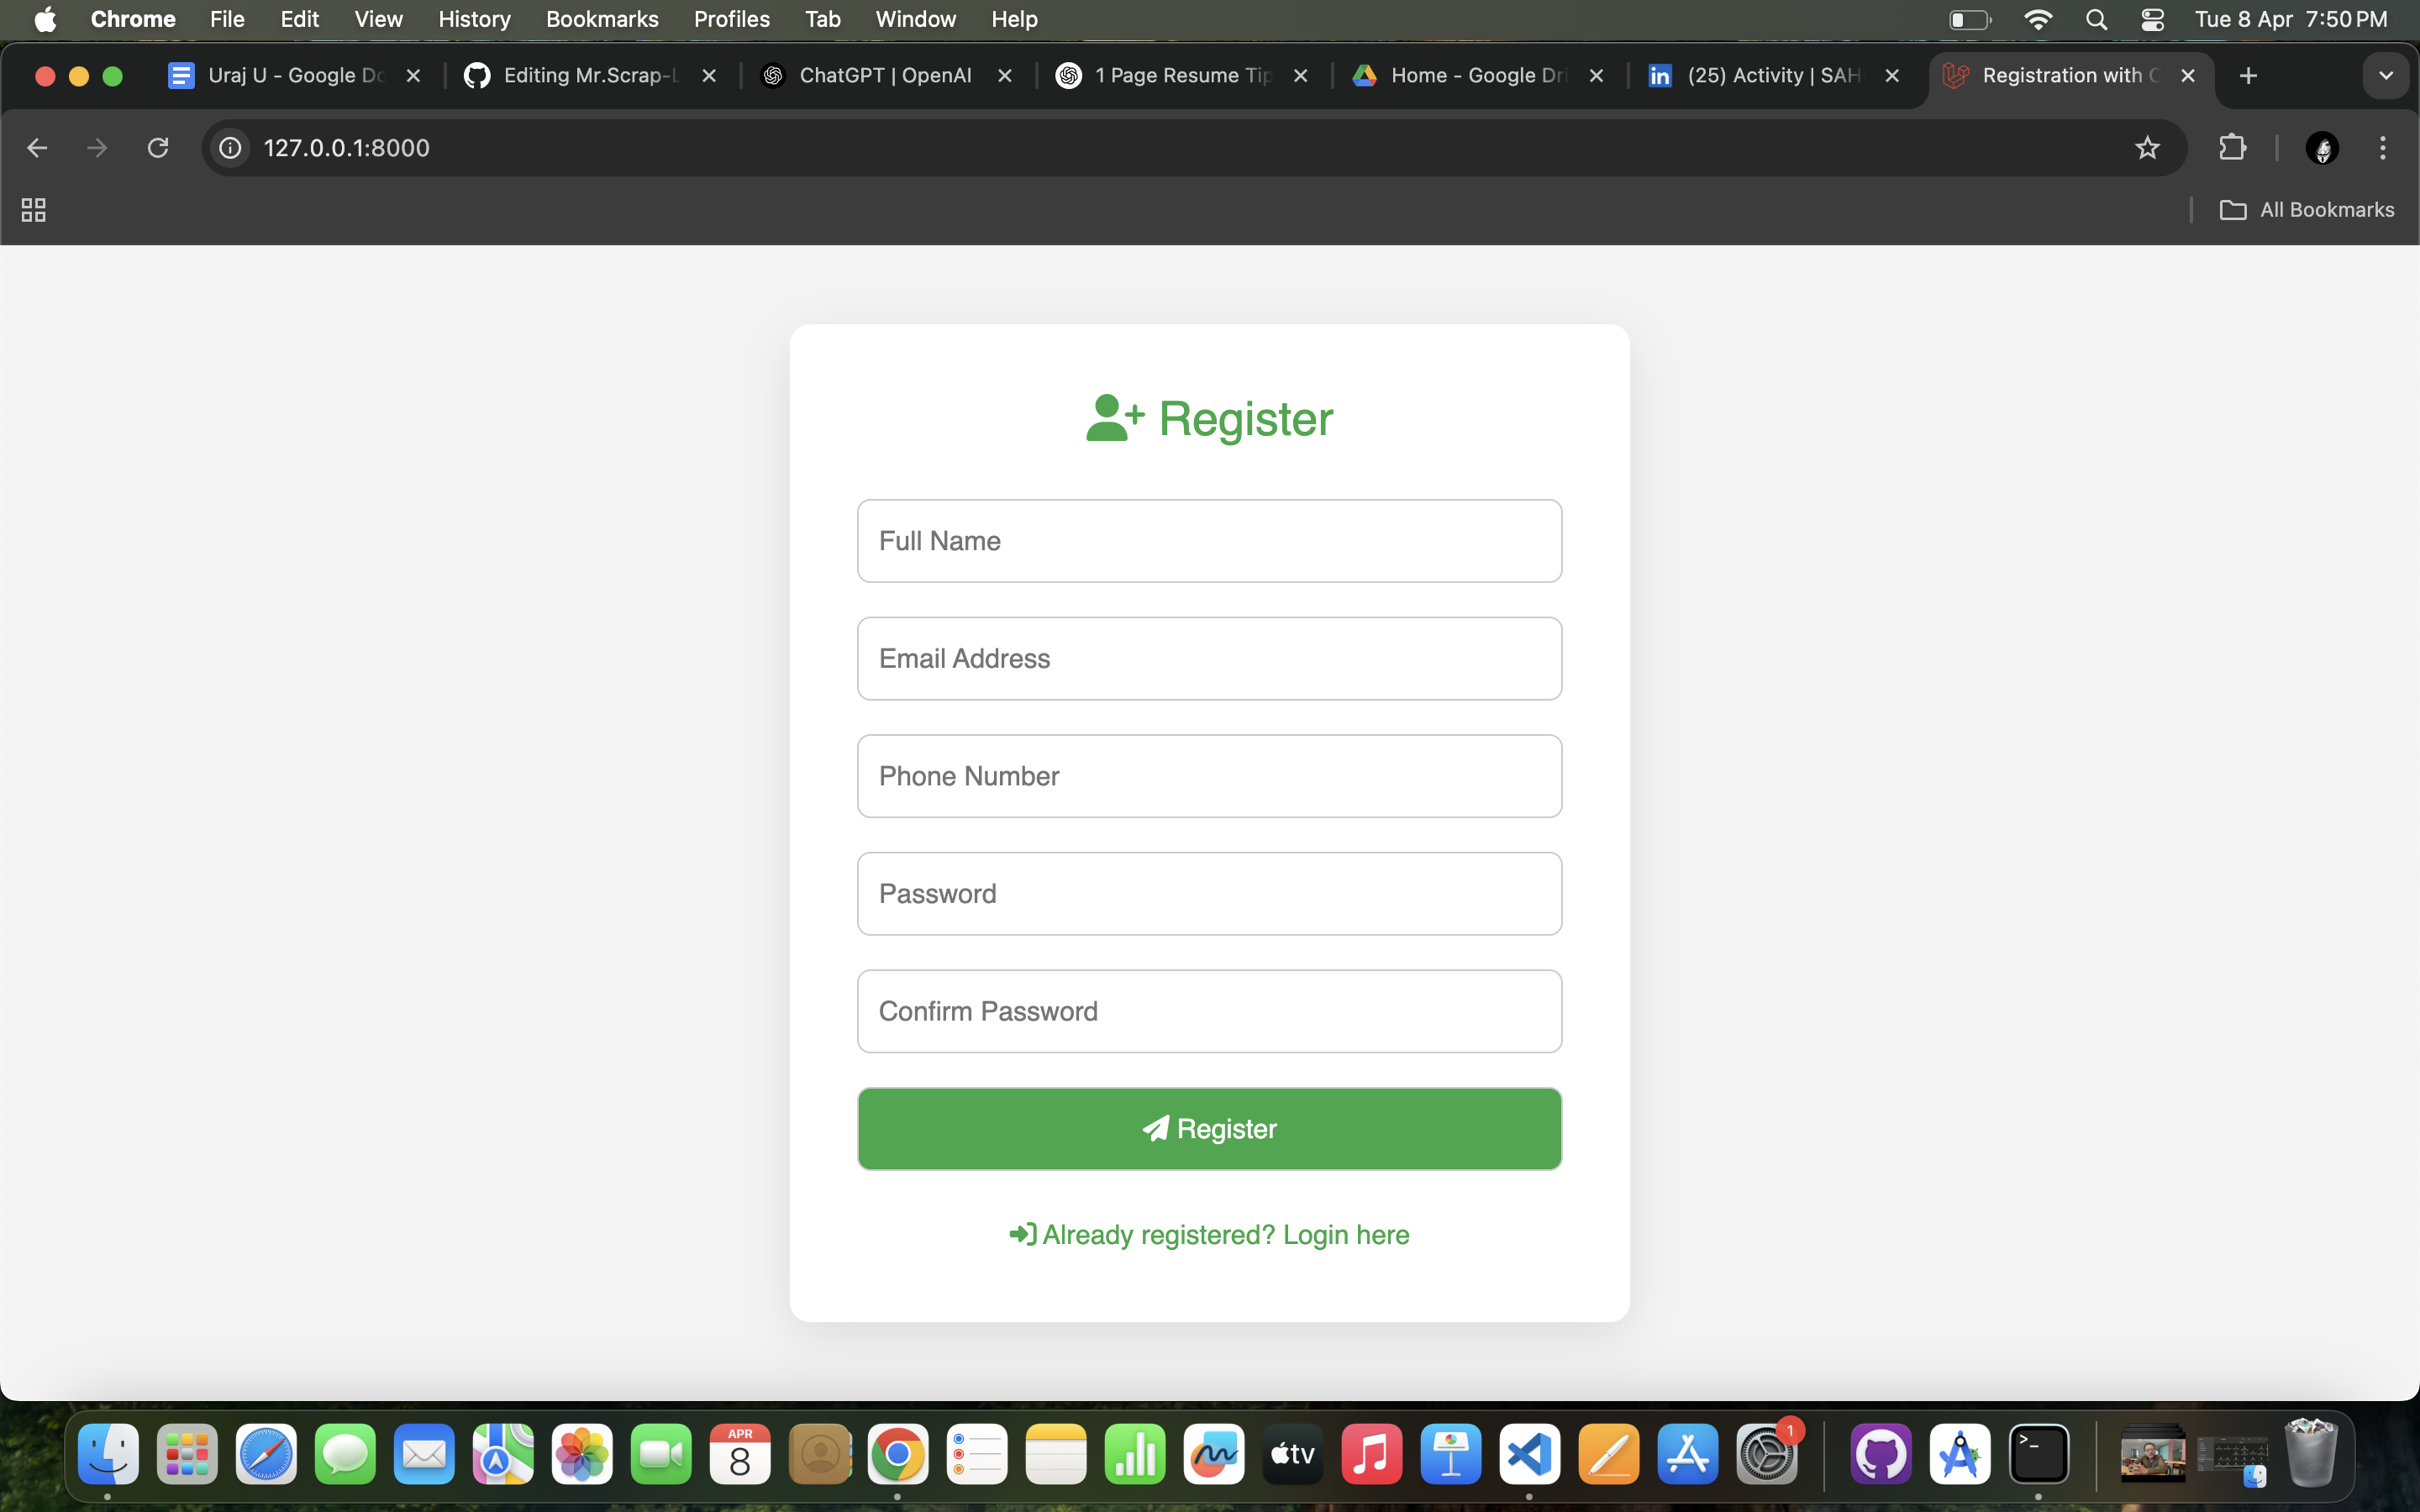 Chrome File Edit View History Bookmarks Profiles Tab Window Help Tue 8 Apr 7:50 PM
Uraj U - Google Do Editing Mr.Scrap-L ChatGPT | OpenAI 1 Page Resume Tip Home - Google Dri (25) Activity | SAH Registration with
127.0.0.1:8000
All Bookmarks
Register
Full Name
Email Address
Phone Number
Password
Confirm Password
Register
Already registered? Login here
APR
8
tv
1